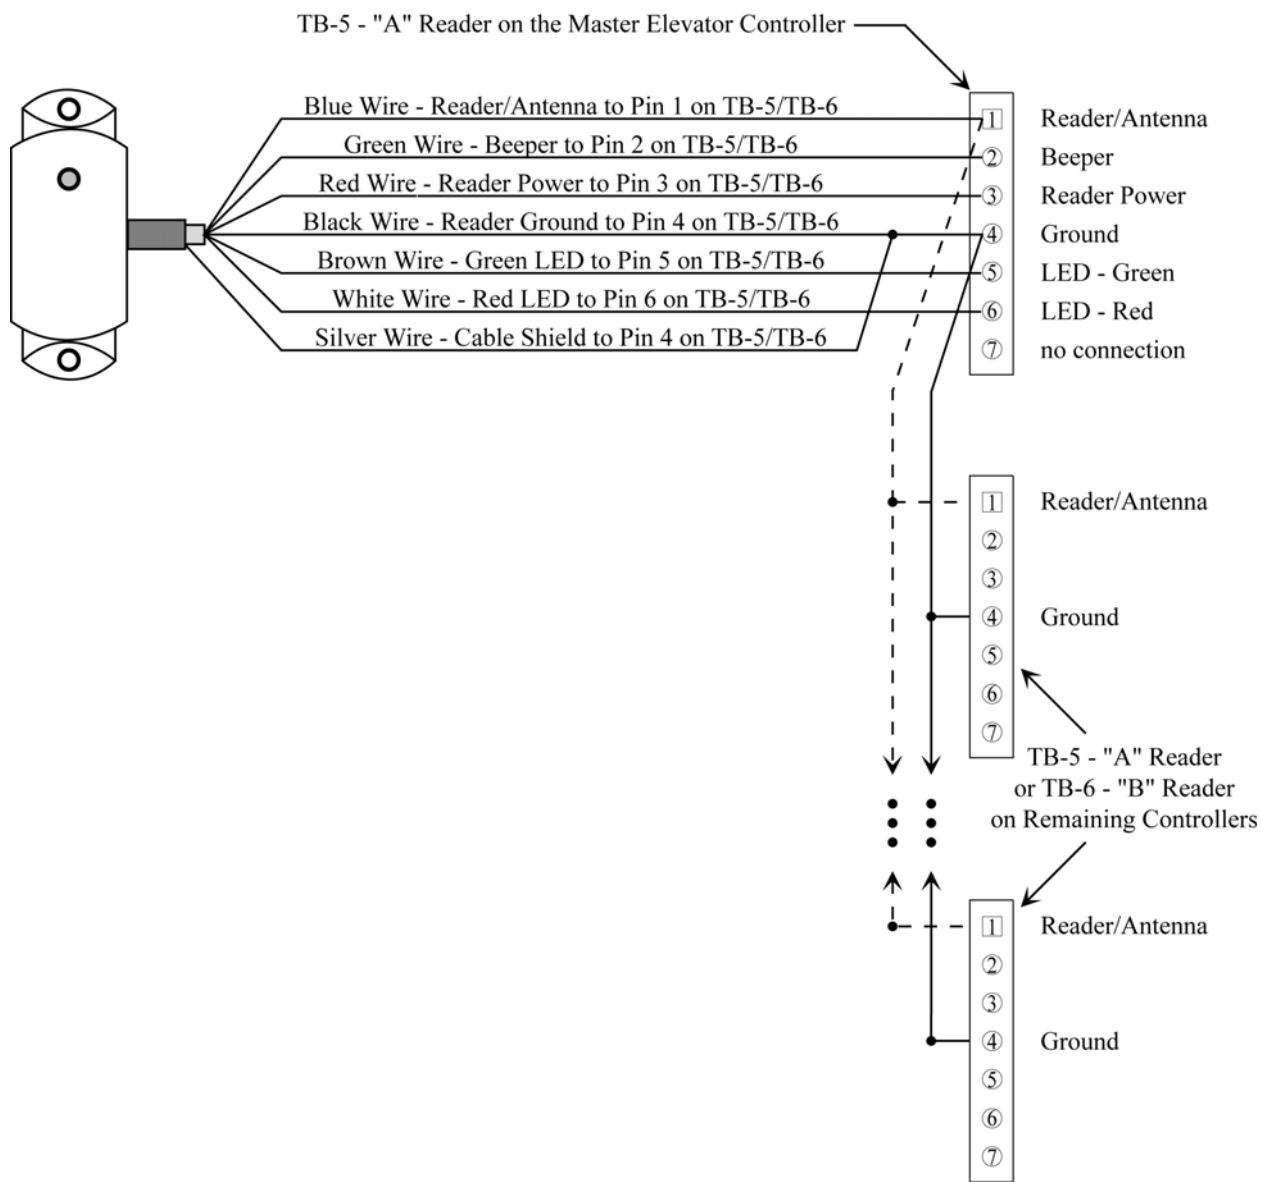 TB-5 - "A" Reader on the Master Elevator Controller
Blue Wire - Reader/Antenna to Pin 1 on TB-5/TB-6
Green Wire - Beeper to Pin 2 on TB-5/TB-6
Red Wire - Reader Power to Pin 3 on TB-5/TB-6
Black Wire - Reader Ground to Pin 4 on TB-5/TB-6
Brown Wire - Green LED to Pin 5 on TB-5/TB-6
White Wire - Red LED to Pin 6 on TB-5/TB-6
Silver Wire - Cable Shield to Pin 4 on TB-5/TB-6
1 Reader/Antenna
2 Beeper
3 Reader Power
4 Ground
5 LED - Green
6 LED - Red
7 no connection
1 Reader/Antenna
2
3
4 Ground
5
6
7
TB-5 - "A" Reader
or TB-6 - "B" Reader
on Remaining Controllers
1 Reader/Antenna
2
3
4 Ground
5
6
7